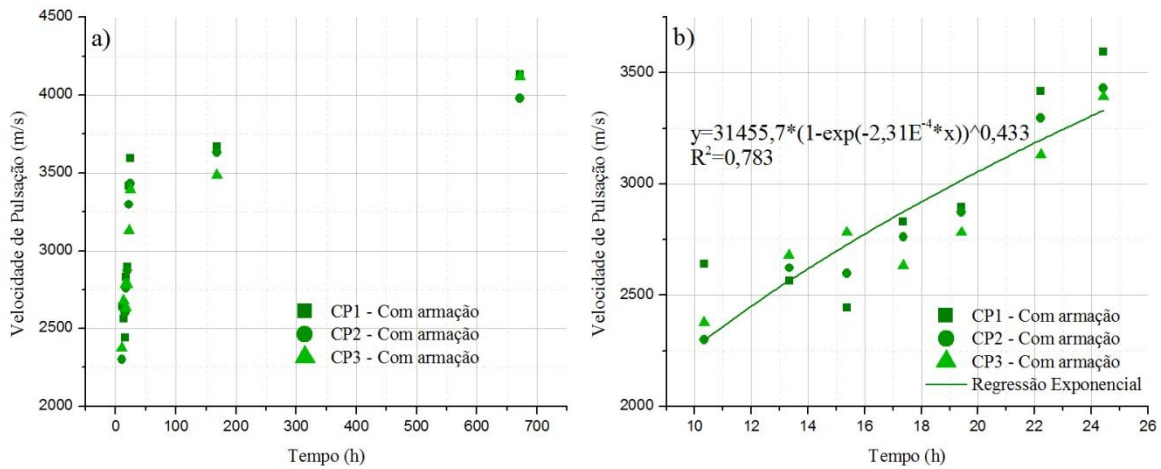 a)
4500
4000
3500
3000
2500
2000
Velocidade de Pulsação (m/s)
CP1 - Com armação
CP2 - Com armação
CP3 - Com armação
0 100 200 300 400 500 600 700
Tempo (h)
b)
3500
3000
2500
2000
Velocidade de Pulsação (m/s)
y=31455,7*(1-exp(-2,31E⁻⁴*x))^0,433
R²=0,783
CP1 - Com armação
CP2 - Com armação
CP3 - Com armação
Regressão Exponencial
10 12 14 16 18 20 22 24 26
Tempo (h)